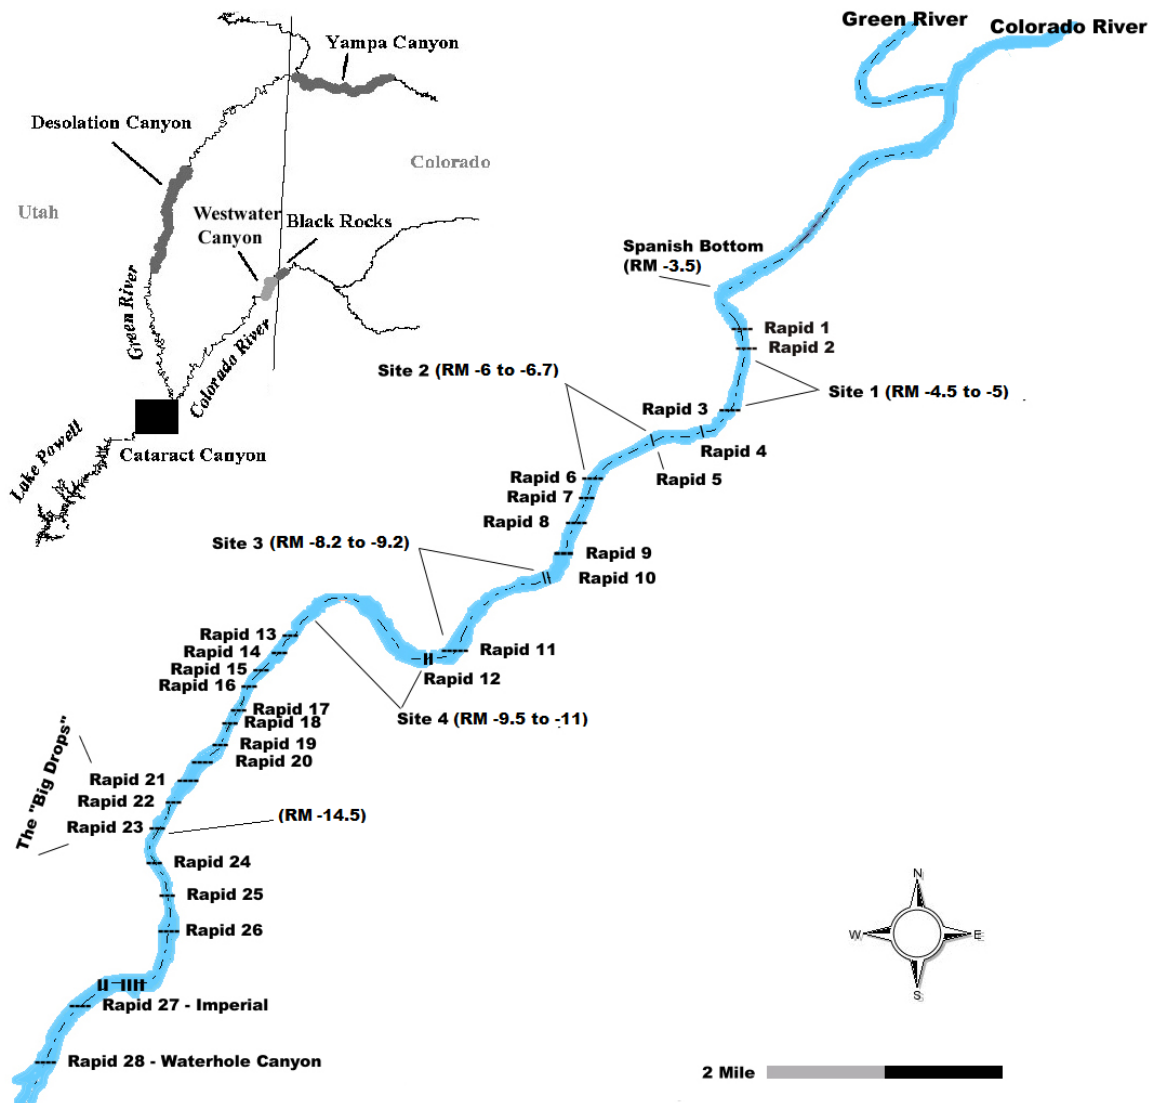 Green River
Colorado River
Yampa Canyon
Desolation Canyon
Colorado
Utah
Westwater
Canyon
Black Rocks
Green River
Colorado River
Lake Powell
Cataract Canyon
Spanish Bottom
(RM -3.5)
Rapid 1
Rapid 2
Site 2 (RM -6 to -6.7)
Site 1 (RM -4.5 to -5)
Rapid 3
Rapid 4
Rapid 5
Rapid 6
Rapid 7
Rapid 8
Site 3 (RM -8.2 to -9.2)
Rapid 9
Rapid 10
Rapid 11
Rapid 12
Rapid 13
Rapid 14
Rapid 15
Rapid 16
Site 4 (RM -9.5 to -11)
Rapid 17
Rapid 18
Rapid 19
Rapid 20
The "Big Drops"
Rapid 21
Rapid 22
Rapid 23
(RM -14.5)
Rapid 24
Rapid 25
Rapid 26
Rapid 27 - Imperial
Rapid 28 - Waterhole Canyon
N
W
E
S
2 Mile